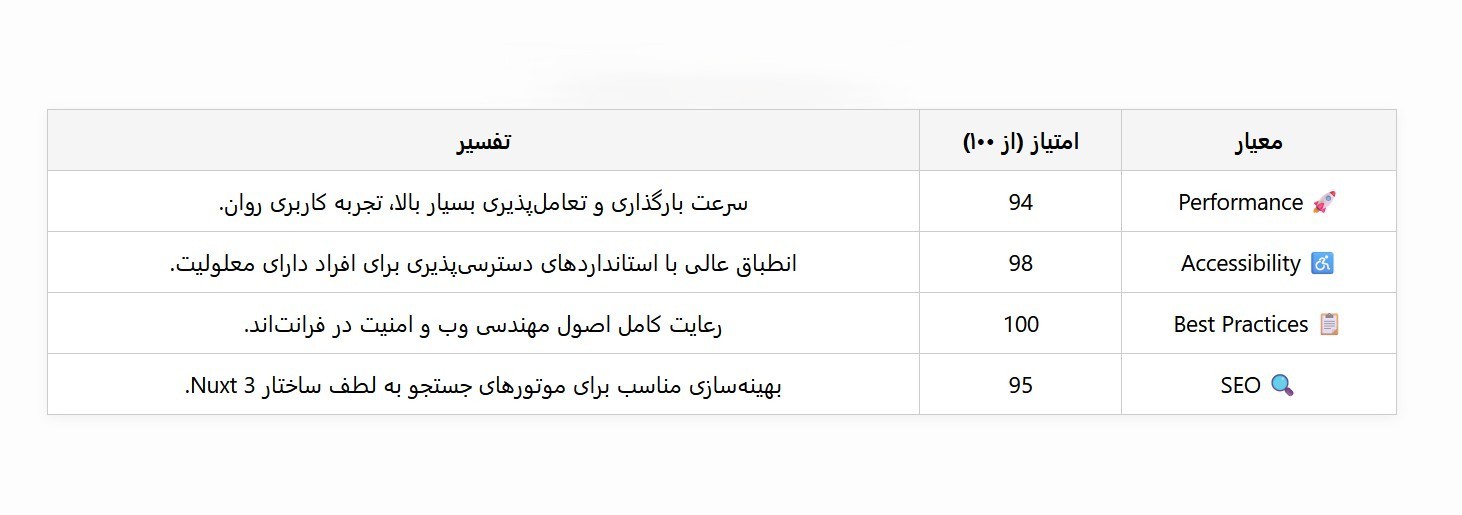 معیار امتیاز (از ۱۰۰) تفسیر
🚀 Performance 94 سرعت بارگذاری و تعامل‌پذیری بسیار بالا، تجربه کاربری روان.
♿ Accessibility 98 انطباق عالی با استانداردهای دسترسی‌پذیری برای افراد دارای معلولیت.
📋 Best Practices 100 رعایت کامل اصول مهندسی وب و امنیت در فرانت‌اند.
🔍 SEO 95 بهینه‌سازی مناسب برای موتورهای جستجو به لطف ساختار Nuxt 3.